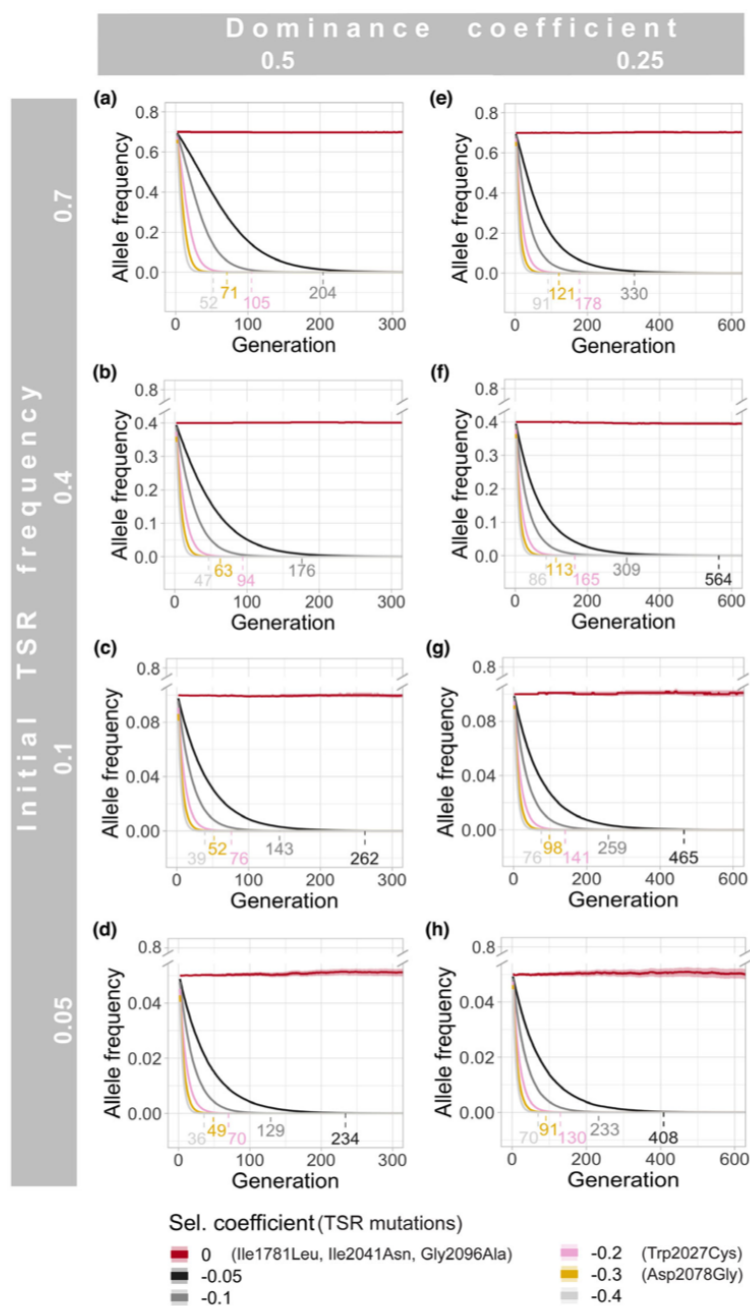 Dominance coefficient
0.5 0.25
Initial TSR frequency
0.7
0.4
0.1
0.05
(a)
Allele frequency
0.8
0.6
0.4
0.2
0.0
52 71 105 204
0 100 200 300
Generation
(e)
Allele frequency
0.8
0.6
0.4
0.2
0.0
91 121 178 330
0 200 400 600
Generation
(b)
Allele frequency
0.8
0.4
0.3
0.2
0.1
0.0
47 63 94 176
0 100 200 300
Generation
(f)
Allele frequency
0.8
0.4
0.3
0.2
0.1
0.0
86 113 165 309 564
0 200 400 600
Generation
(c)
Allele frequency
0.8
0.08
0.04
0.00
39 52 76 143 262
0 100 200 300
Generation
(g)
Allele frequency
0.8
0.08
0.04
0.00
76 98 141 259 465
0 200 400 600
Generation
(d)
Allele frequency
0.8
0.04
0.02
0.00
36 49 70 129 234
0 100 200 300
Generation
(h)
Allele frequency
0.8
0.04
0.02
0.00
70 91 130 233 408
0 200 400 600
Generation
Sel. coefficient (TSR mutations)
0 (Ile1781Leu, Ile2041Asn, Gly2096Ala)
-0.05
-0.1
-0.2 (Trp2027Cys)
-0.3 (Asp2078Gly)
-0.4